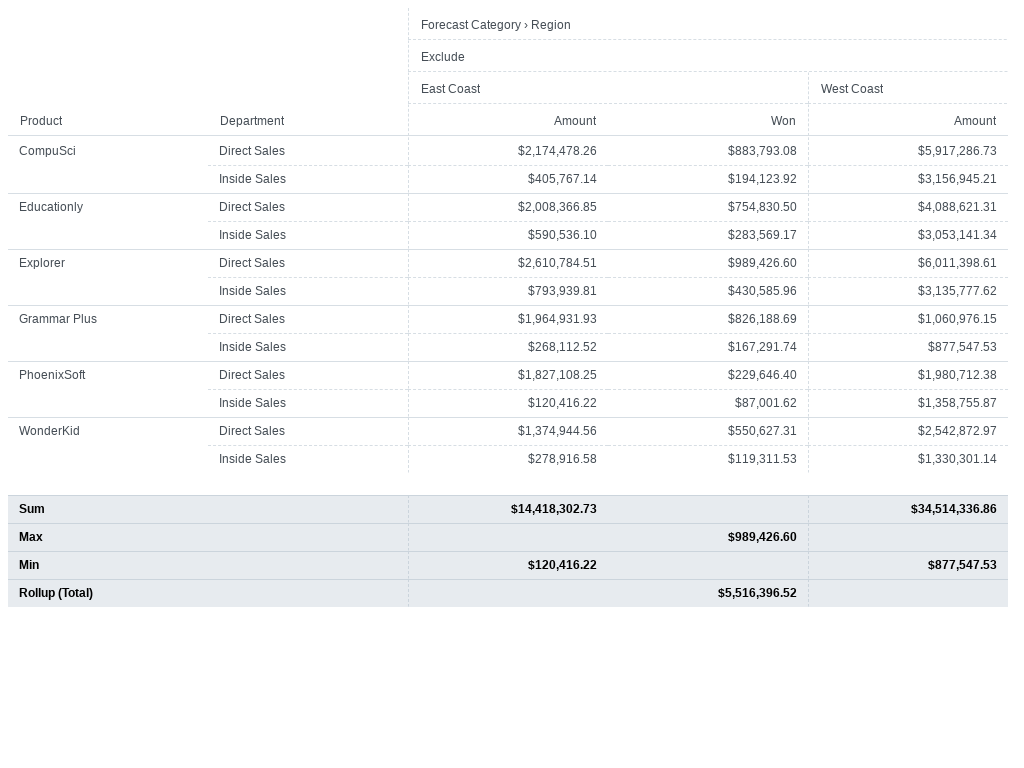 Forecast Category › Region
Exclude
East Coast West Coast
Product Department Amount Won Amount
CompuSci Direct Sales $2,174,478.26 $883,793.08 $5,917,286.73
Inside Sales $405,767.14 $194,123.92 $3,156,945.21
Educationly Direct Sales $2,008,366.85 $754,830.50 $4,088,621.31
Inside Sales $590,536.10 $283,569.17 $3,053,141.34
Explorer Direct Sales $2,610,784.51 $989,426.60 $6,011,398.61
Inside Sales $793,939.81 $430,585.96 $3,135,777.62
Grammar Plus Direct Sales $1,964,931.93 $826,188.69 $1,060,976.15
Inside Sales $268,112.52 $167,291.74 $877,547.53
PhoenixSoft Direct Sales $1,827,108.25 $229,646.40 $1,980,712.38
Inside Sales $120,416.22 $87,001.62 $1,358,755.87
WonderKid Direct Sales $1,374,944.56 $550,627.31 $2,542,872.97
Inside Sales $278,916.58 $119,311.53 $1,330,301.14
Sum $14,418,302.73 $34,514,336.86
Max $989,426.60
Min $120,416.22 $877,547.53
Rollup (Total) $5,516,396.52